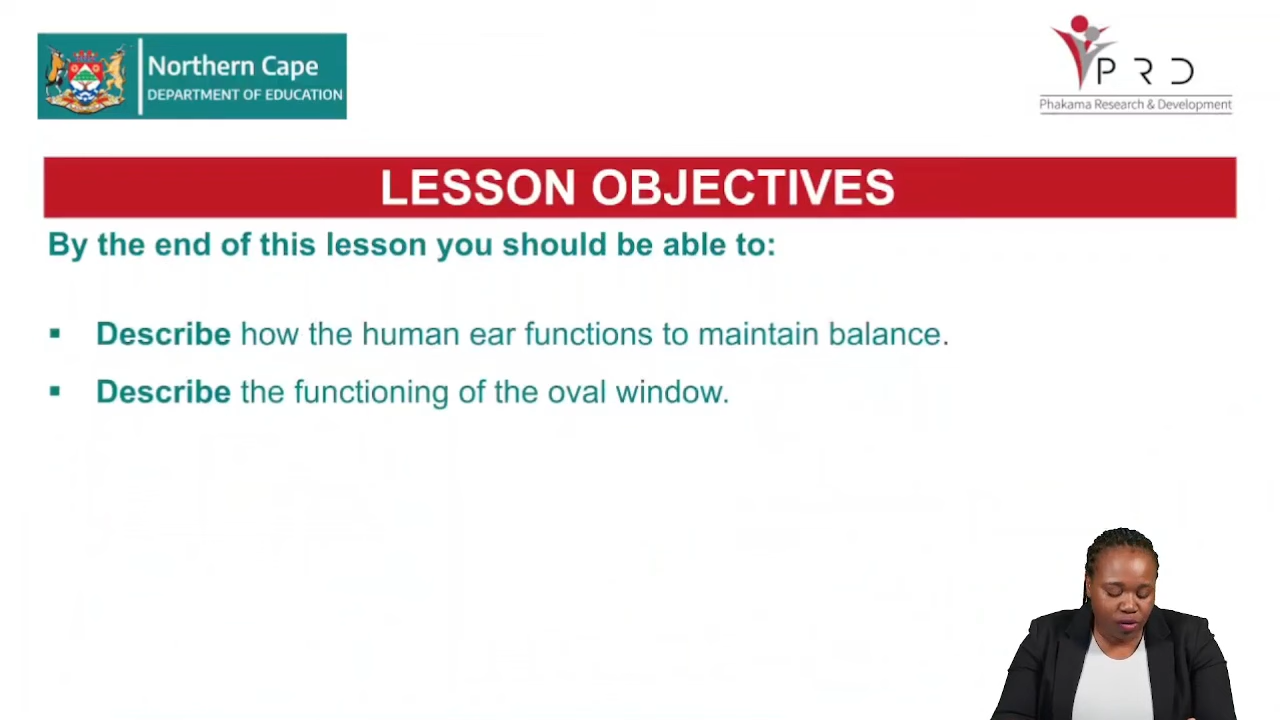 Northern Cape
DEPARTMENT OF EDUCATION
P R D
Phakama Research & Development
LESSON OBJECTIVES
By the end of this lesson you should be able to:
▪ Describe how the human ear functions to maintain balance.
▪ Describe the functioning of the oval window.